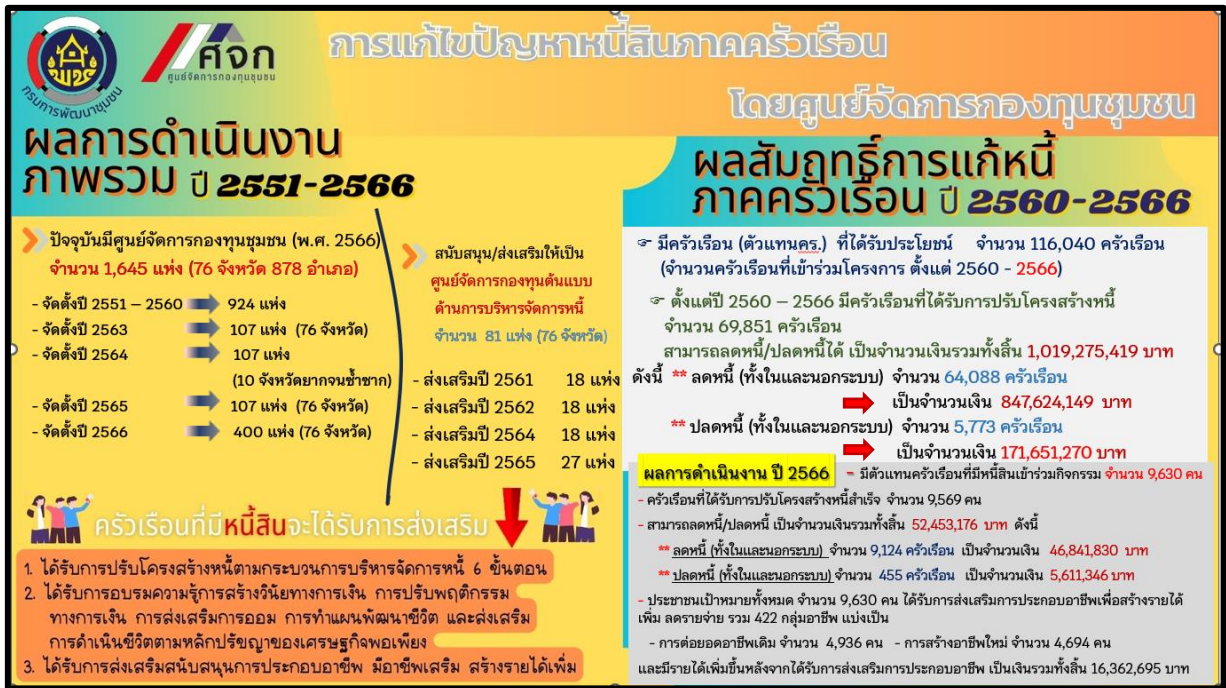 กรมการพัฒนาชุมชน
พช
ศจก
ศูนย์จัดการกองทุนชุมชน
การแก้ไขปัญหาหนี้สินภาคครัวเรือน
โดยศูนย์จัดการกองทุนชุมชน
ผลการดำเนินงาน
ภาพรวม ปี 2551-2566
ปัจจุบันมีศูนย์จัดการกองทุนชุมชน (พ.ศ. 2566)
จำนวน 1,645 แห่ง (76 จังหวัด 878 อำเภอ)
- จัดตั้งปี 2551 – 2560 924 แห่ง
- จัดตั้งปี 2563 107 แห่ง (76 จังหวัด)
- จัดตั้งปี 2564 107 แห่ง
(10 จังหวัดยากจนซ้ำซาก)
- จัดตั้งปี 2565 107 แห่ง (76 จังหวัด)
- จัดตั้งปี 2566 400 แห่ง (76 จังหวัด)
สนับสนุน/ส่งเสริมให้เป็น
ศูนย์จัดการกองทุนต้นแบบ
ด้านการบริหารจัดการหนี้
จำนวน 81 แห่ง (76 จังหวัด)
- ส่งเสริมปี 2561 18 แห่ง
- ส่งเสริมปี 2562 18 แห่ง
- ส่งเสริมปี 2564 18 แห่ง
- ส่งเสริมปี 2565 27 แห่ง
ครัวเรือนที่มีหนี้สินจะได้รับการส่งเสริม
1. ได้รับการปรับโครงสร้างหนี้ตามกระบวนการบริหารจัดการหนี้ 6 ขั้นตอน
2. ได้รับการอบรมความรู้การสร้างวินัยทางการเงิน การปรับพฤติกรรม
ทางการเงิน การส่งเสริมการออม การทำแผนพัฒนาชีวิต และส่งเสริม
การดำเนินชีวิตตามหลักปรัชญาของเศรษฐกิจพอเพียง
3. ได้รับการส่งเสริมสนับสนุนการประกอบอาชีพ มีอาชีพเสริม สร้างรายได้เพิ่ม
ผลสัมฤทธิ์การแก้หนี้
ภาคครัวเรือน ปี 2560-2566
☞ มีครัวเรือน (ตัวแทนคร.) ที่ได้รับประโยชน์ จำนวน 116,040 ครัวเรือน
(จำนวนครัวเรือนที่เข้าร่วมโครงการ ตั้งแต่ 2560 - 2566)
☞ ตั้งแต่ปี 2560 – 2566 มีครัวเรือนที่ได้รับการปรับโครงสร้างหนี้
จำนวน 69,851 ครัวเรือน
สามารถลดหนี้/ปลดหนี้ได้ เป็นจำนวนเงินรวมทั้งสิ้น 1,019,275,419 บาท
ดังนี้ ** ลดหนี้ (ทั้งในและนอกระบบ) จำนวน 64,088 ครัวเรือน
เป็นจำนวนเงิน 847,624,149 บาท
** ปลดหนี้ (ทั้งในและนอกระบบ) จำนวน 5,773 ครัวเรือน
เป็นจำนวนเงิน 171,651,270 บาท
ผลการดำเนินงาน ปี 2566 - มีตัวแทนครัวเรือนที่มีหนี้สินเข้าร่วมกิจกรรม จำนวน 9,630 คน
- ครัวเรือนที่ได้รับการปรับโครงสร้างหนี้สำเร็จ จำนวน 9,569 คน
- สามารถลดหนี้/ปลดหนี้ เป็นจำนวนเงินรวมทั้งสิ้น 52,453,176 บาท ดังนี้
** ลดหนี้ (ทั้งในและนอกระบบ) จำนวน 9,124 ครัวเรือน เป็นจำนวนเงิน 46,841,830 บาท
** ปลดหนี้ (ทั้งในและนอกระบบ) จำนวน 455 ครัวเรือน เป็นจำนวนเงิน 5,611,346 บาท
- ประชาชนเป้าหมายทั้งหมด จำนวน 9,630 คน ได้รับการส่งเสริมการประกอบอาชีพเพื่อสร้างรายได้
เพิ่ม ลดรายจ่าย รวม 422 กลุ่มอาชีพ แบ่งเป็น
- การต่อยอดอาชีพเดิม จำนวน 4,936 คน - การสร้างอาชีพใหม่ จำนวน 4,694 คน
และมีรายได้เพิ่มขึ้นหลังจากได้รับการส่งเสริมการประกอบอาชีพ เป็นเงินรวมทั้งสิ้น 16,362,695 บาท